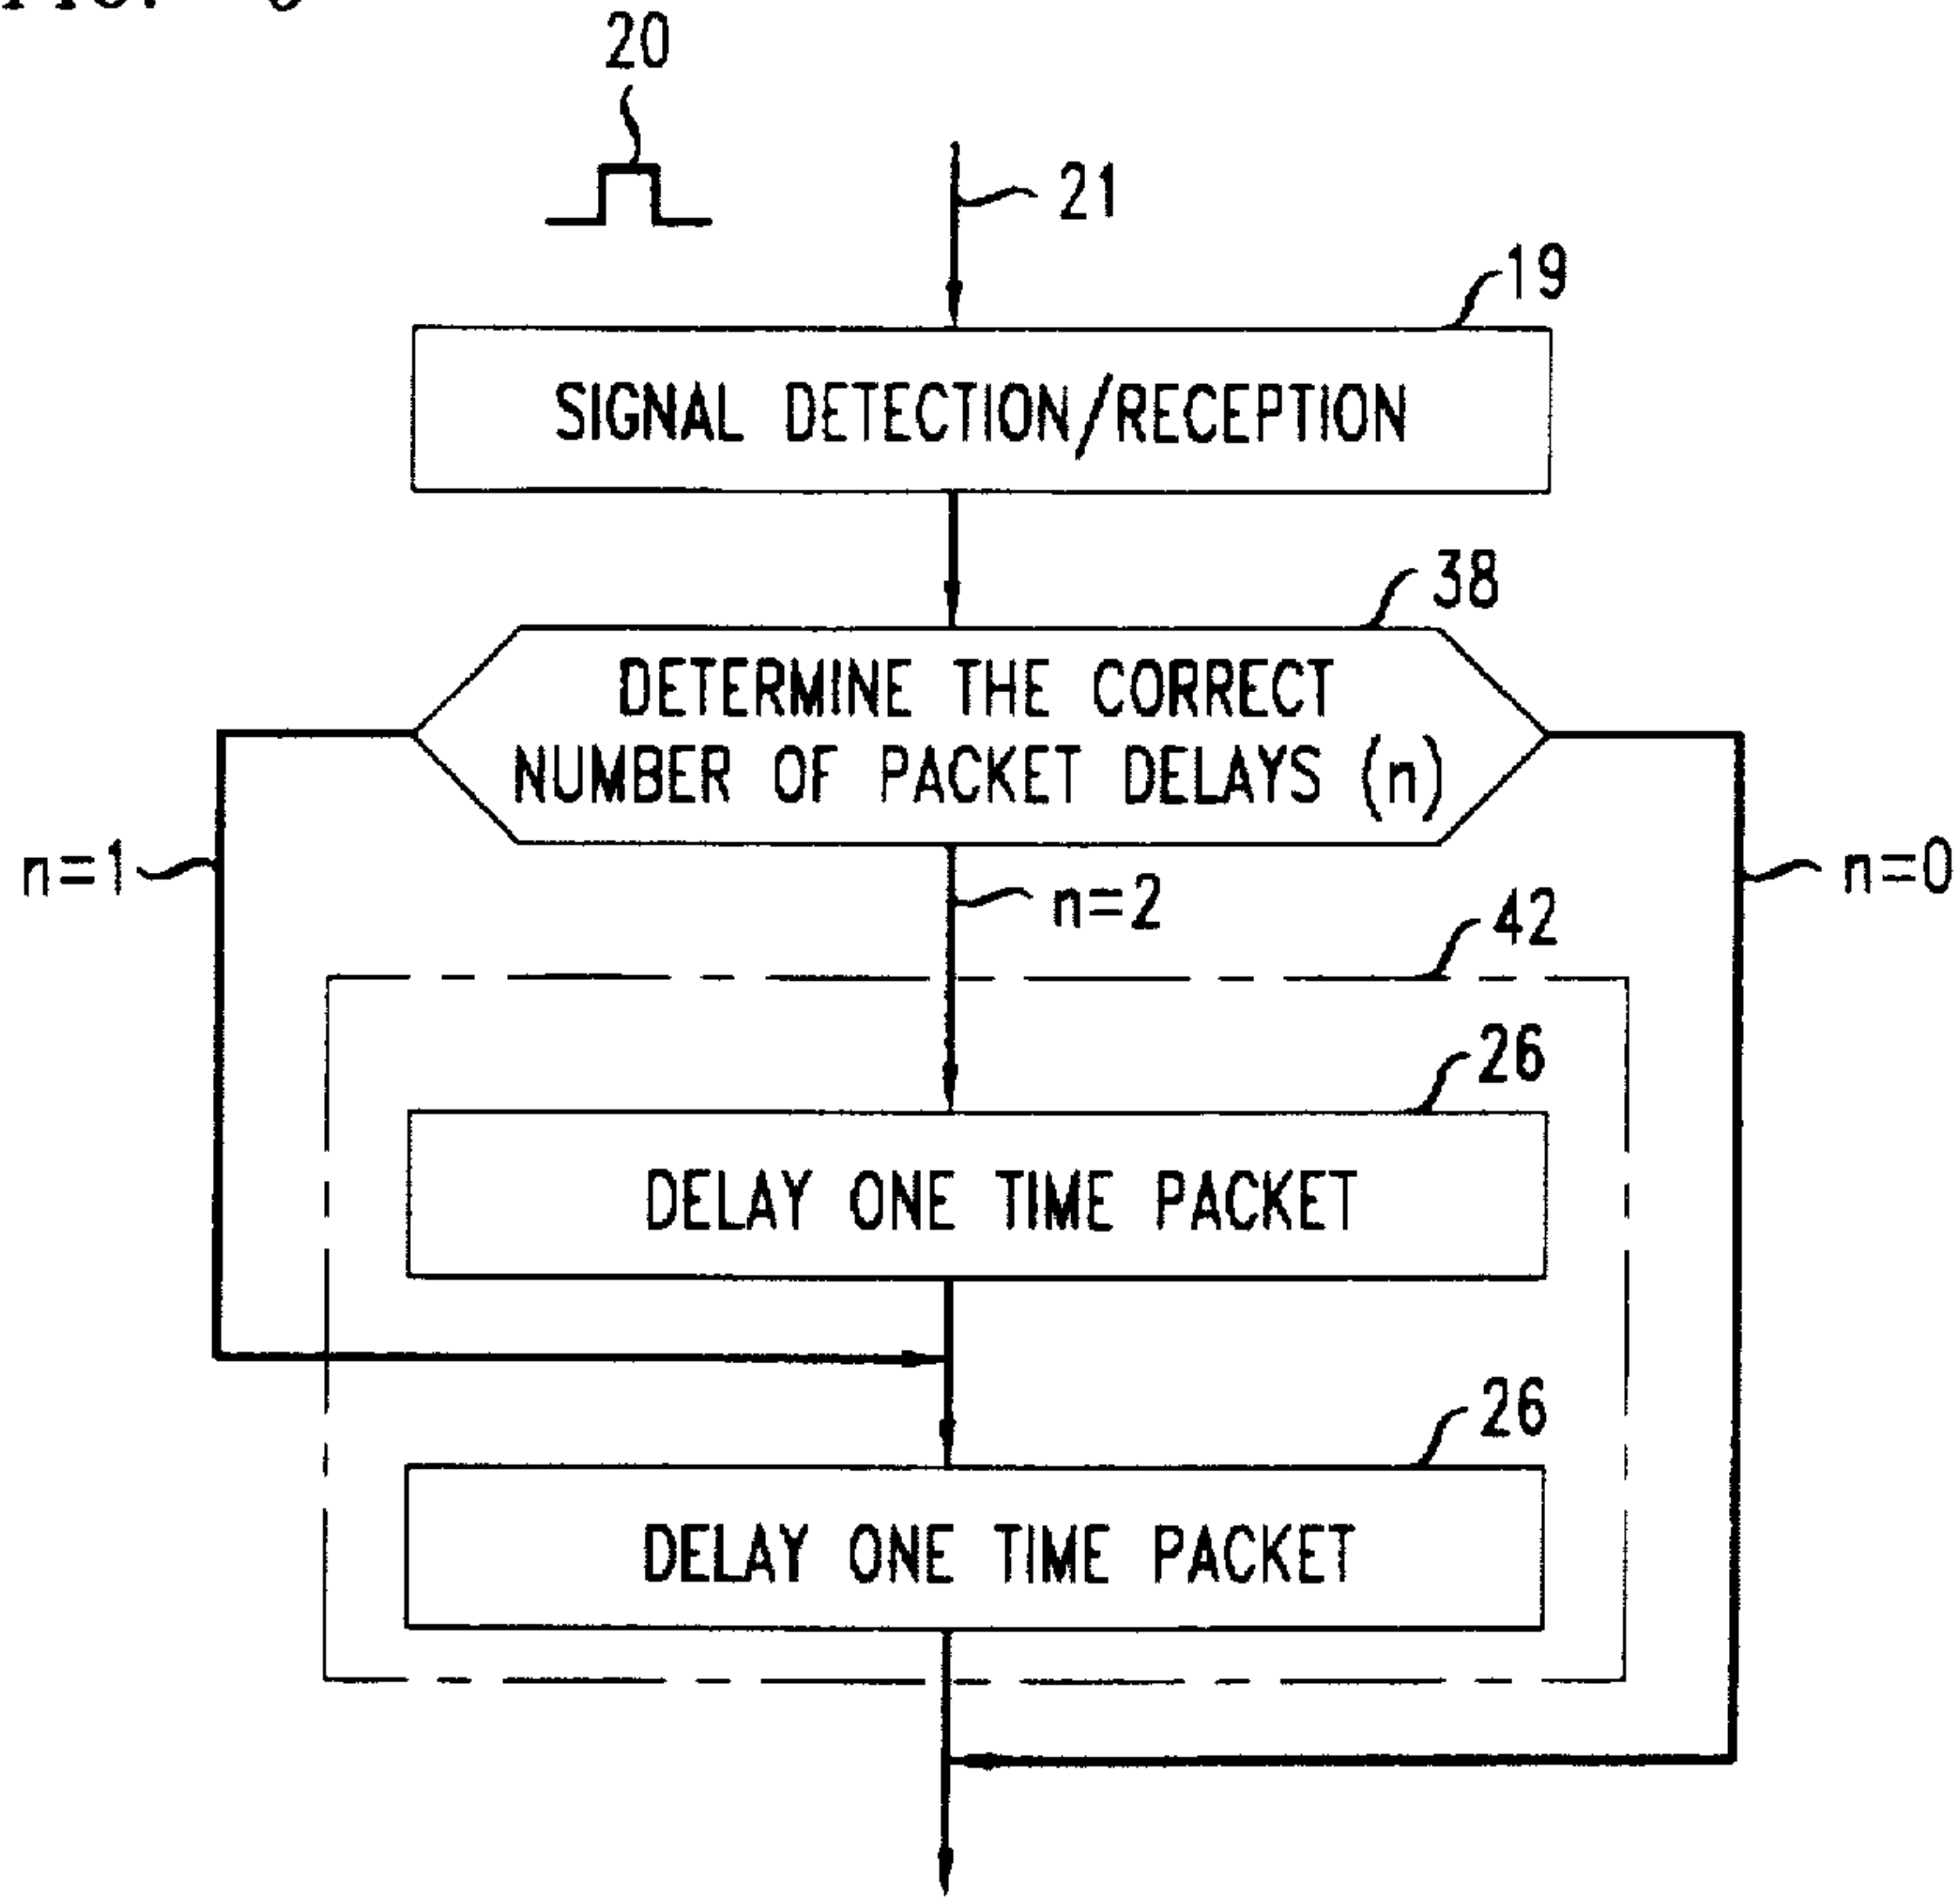 20
21
19
SIGNAL DETECTION/RECEPTION
38
DETERMINE THE CORRECT
NUMBER OF PACKET DELAYS (n)
n=1
n=2
n=0
42
26
DELAY ONE TIME PACKET
26
DELAY ONE TIME PACKET